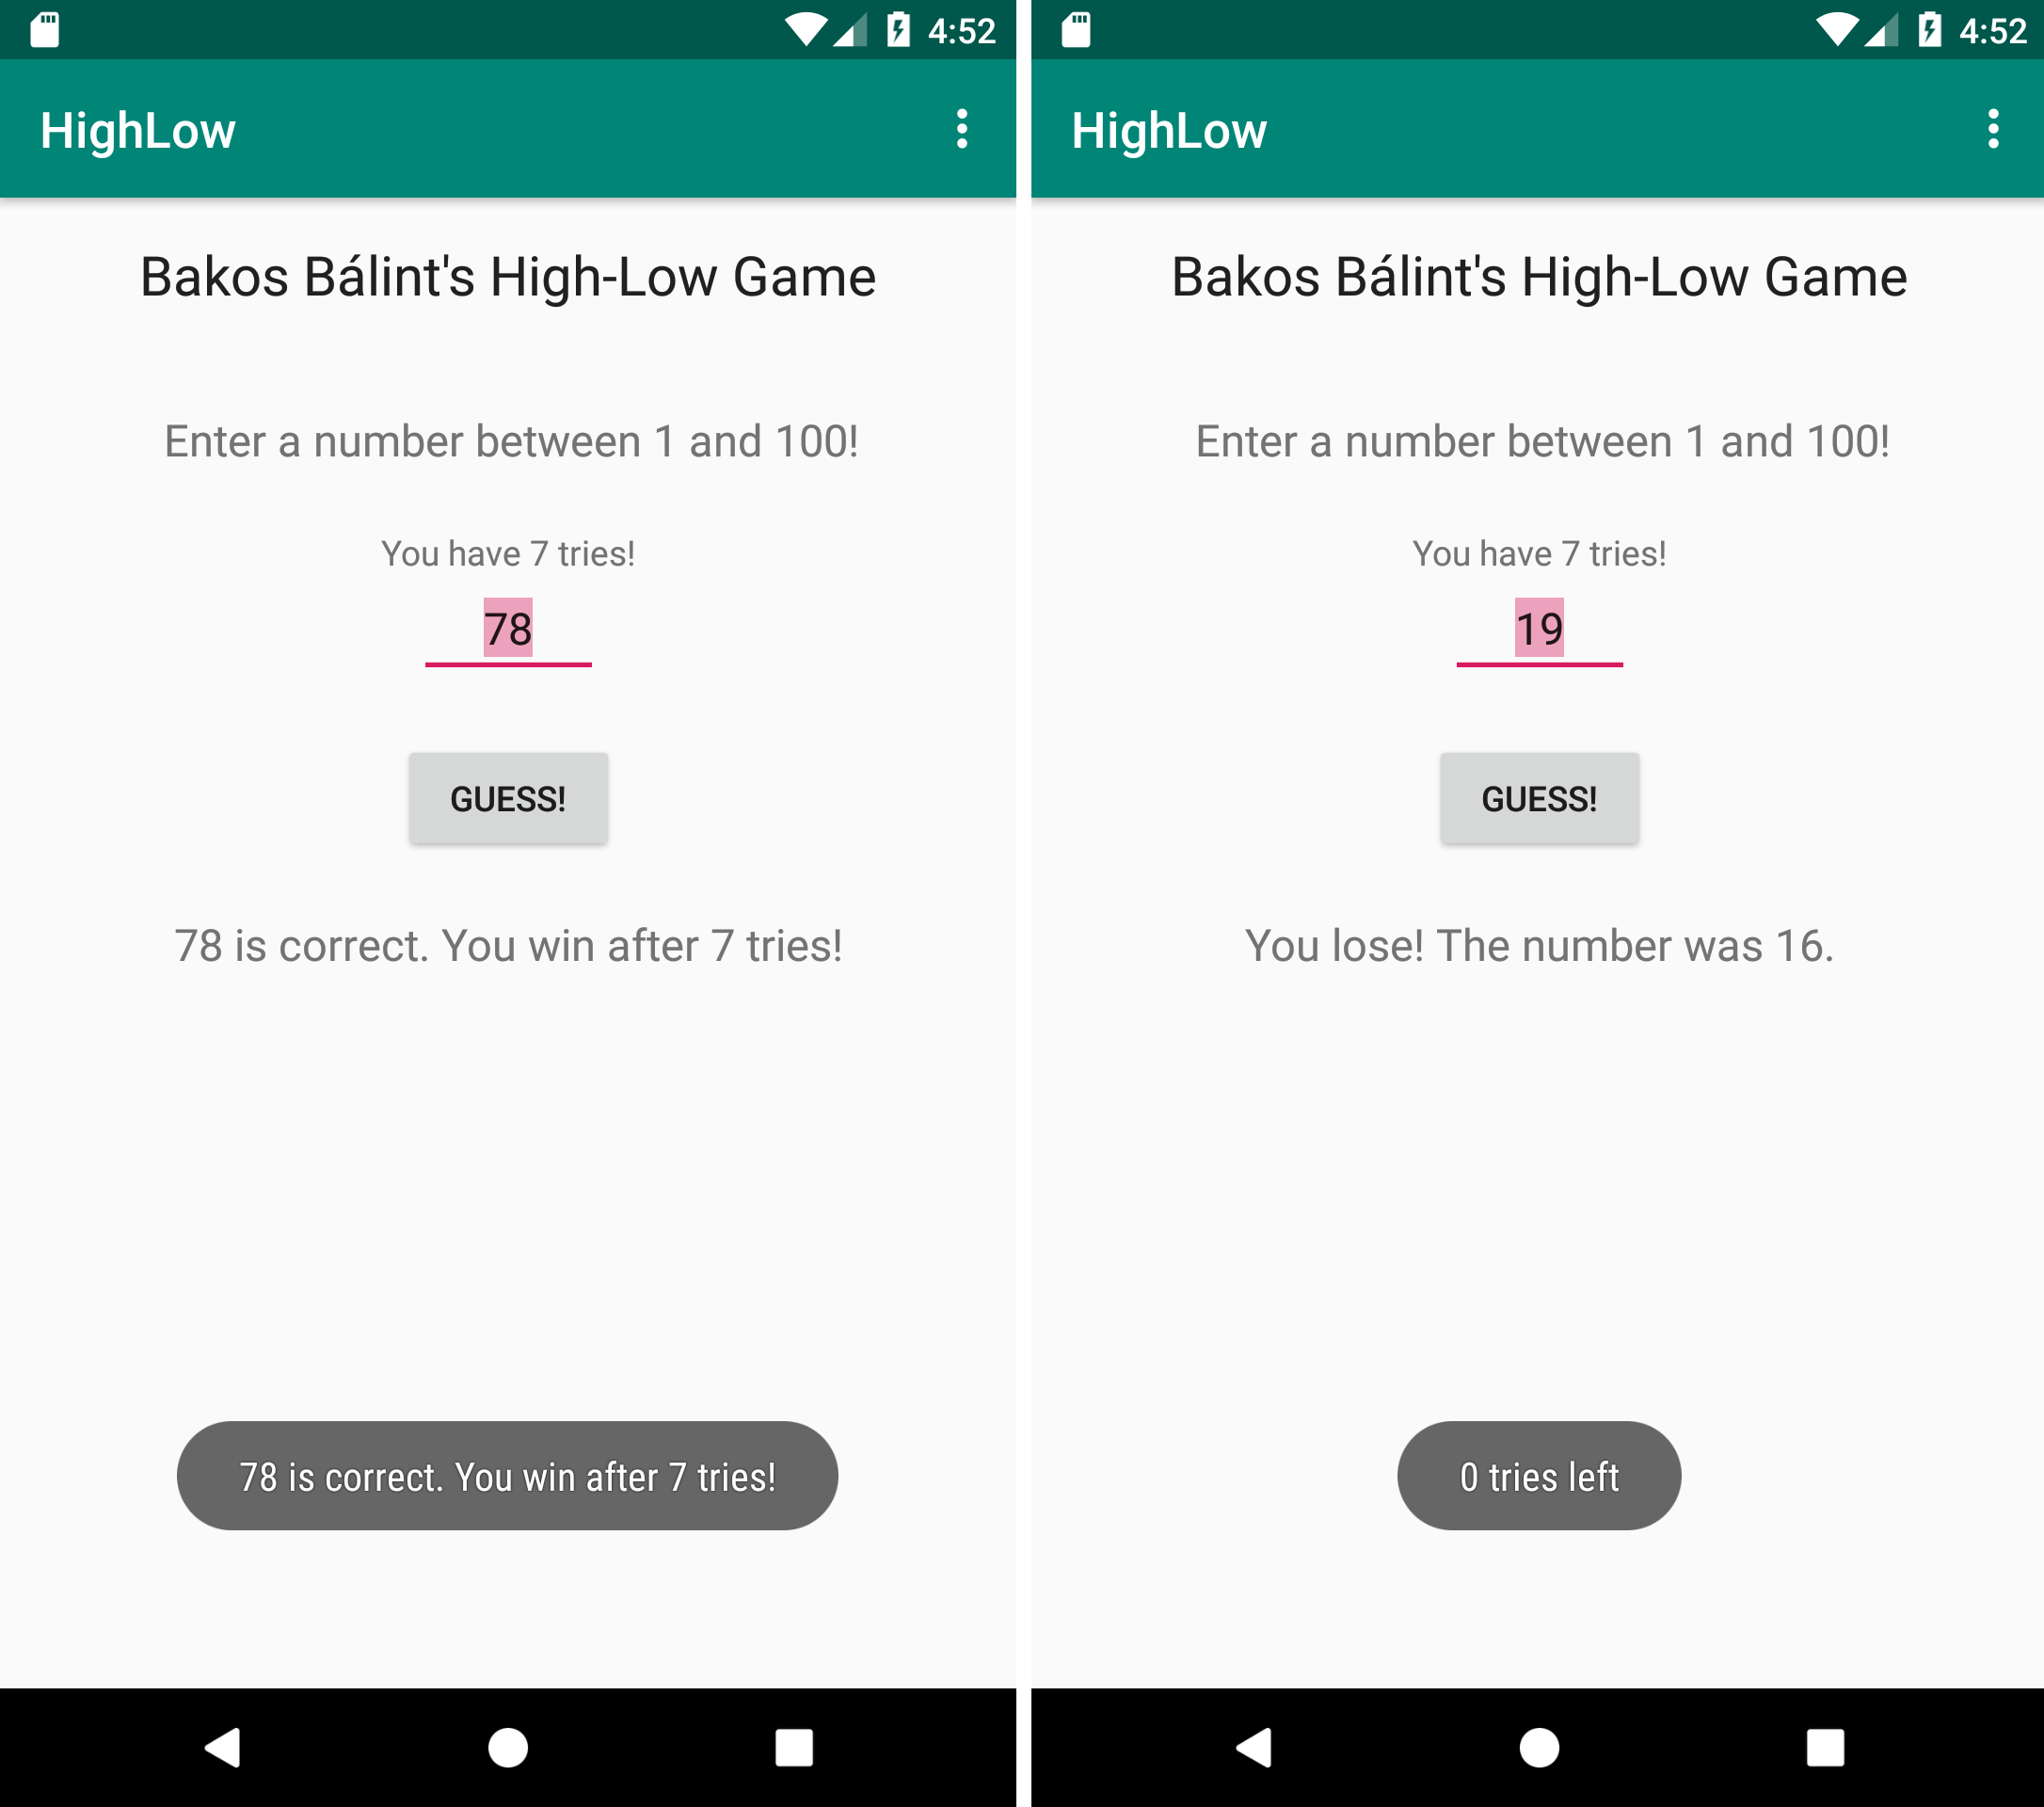 4:52
HighLow
Bakos Bálint's High-Low Game
Enter a number between 1 and 100!
You have 7 tries!
78
GUESS!
78 is correct. You win after 7 tries!
78 is correct. You win after 7 tries!
4:52
HighLow
Bakos Bálint's High-Low Game
Enter a number between 1 and 100!
You have 7 tries!
19
GUESS!
You lose! The number was 16.
0 tries left